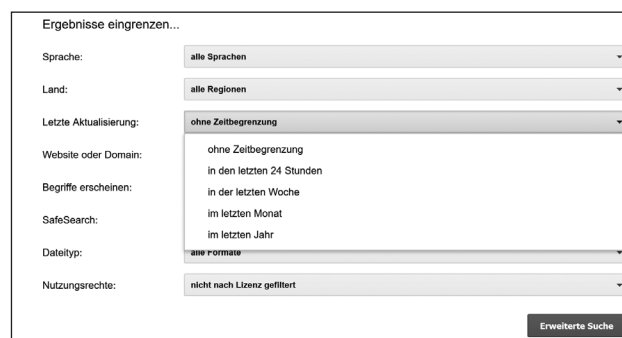 Ergebnisse eingrenzen...
Sprache: alle Sprachen
Land: alle Regionen
Letzte Aktualisierung: ohne Zeitbegrenzung
ohne Zeitbegrenzung
Website oder Domain:
in den letzten 24 Stunden
Begriffe erscheinen:
in der letzten Woche
im letzten Monat
SafeSearch:
im letzten Jahr
Dateityp: alle Formate
Nutzungsrechte: nicht nach Lizenz gefiltert
Erweiterte Suche